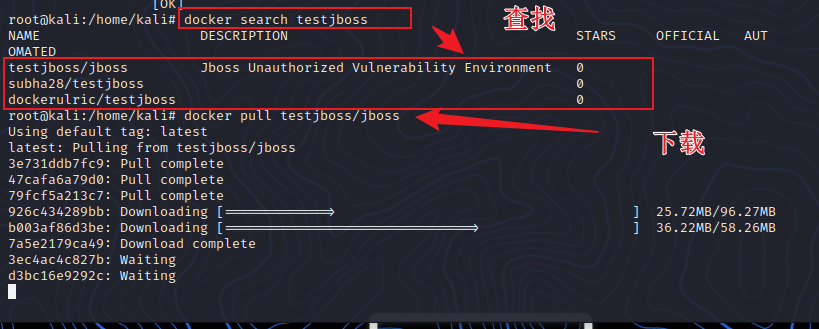 [OK]
root@kali:/home/kali# docker search testjboss
查找
NAME DESCRIPTION STARS OFFICIAL AUT
OMATED
testjboss/jboss Jboss Unauthorized Vulnerability Environment 0
subha28/testjboss 0
dockerulric/testjboss 0
root@kali:/home/kali# docker pull testjboss/jboss
Using default tag: latest
下载
latest: Pulling from testjboss/jboss
3e731ddb7fc9: Pull complete
47cafa6a79d0: Pull complete
79fcf5a213c7: Pull complete
926c434289bb: Downloading [=============> ] 25.72MB/96.27MB
b003af86d3be: Downloading [===============================> ] 36.22MB/58.26MB
7a5e2179ca49: Download complete
3ec4ac4c827b: Waiting
d3bc16e9292c: Waiting